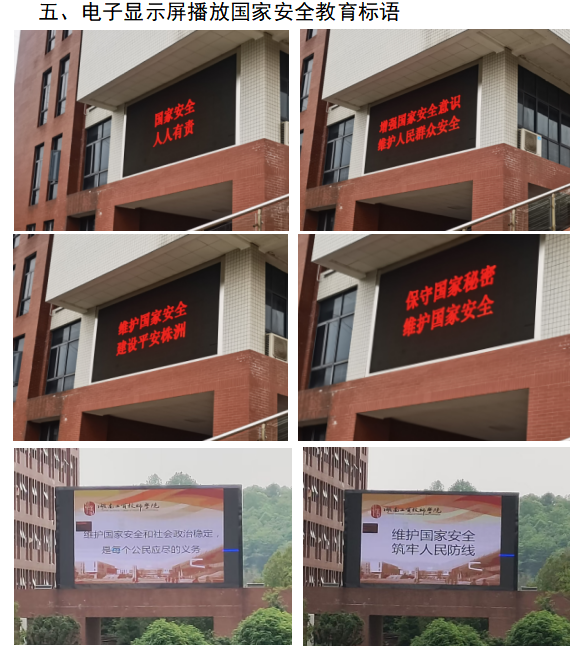 五、电子显示屏播放国家安全教育标语
国家安全
人人有责
增强国家安全意识
维护人民群众安全
维护国家安全
建设平安株洲
保守国家秘密
维护国家安全
维护国家安全和社会政治稳定,
是每个公民应尽的义务
维护国家安全
筑牢人民防线